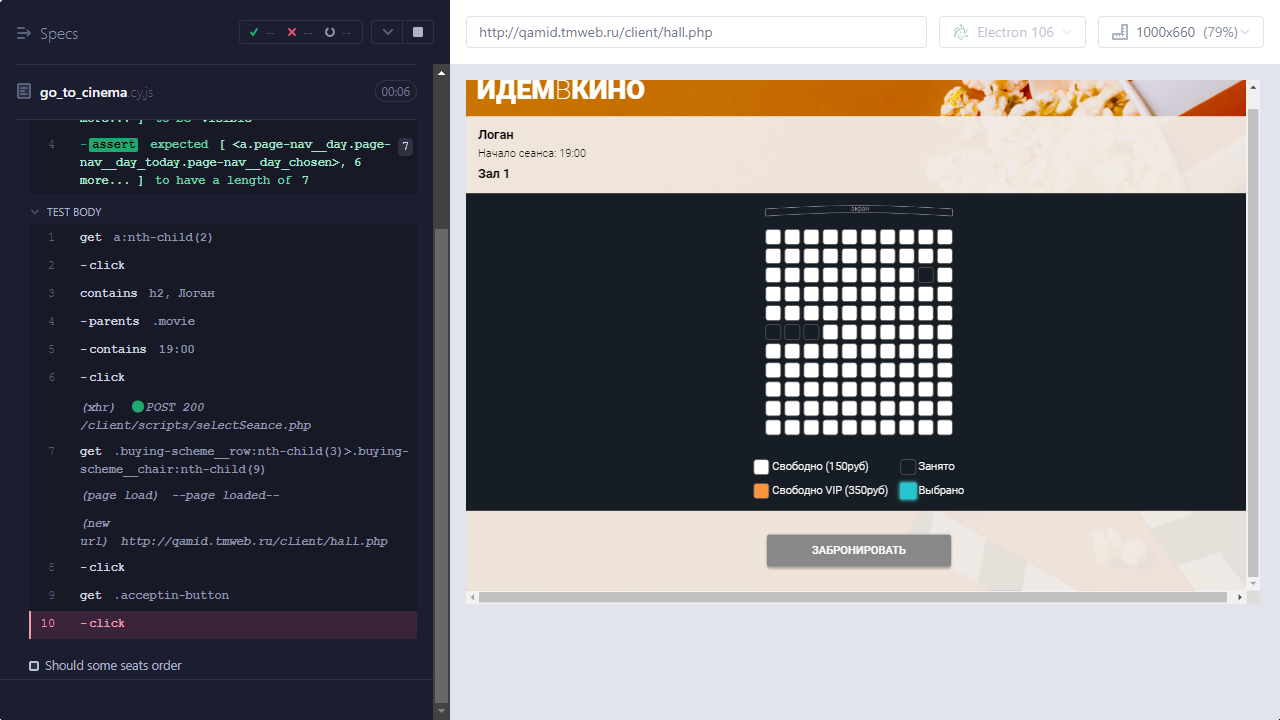 Specs
--
--
--
go_to_cinema.cy.js
00:06
more... ] to be visible
4 -assert expected [ <a.page-nav__day.page-
nav__day_today.page-nav__day_chosen>, 6
more... ] to have a length of 7
7
TEST BODY
1 get a:nth-child(2)
2 -click
3 contains h2, Логан
4 -parents .movie
5 -contains 19:00
6 -click
(xhr) POST 200
/client/scripts/selectSeance.php
7 get .buying-scheme__row:nth-child(3)>.buying-
scheme__chair:nth-child(9)
(page load) --page loaded--
(new
url) http://qamid.tmweb.ru/client/hall.php
8 -click
9 get .acceptin-button
10 -click
Should some seats order
http://qamid.tmweb.ru/client/hall.php
Electron 106
1000x660 (79%)
ИДЕМВКИНО
Логан
Начало сеанса: 19:00
Зал 1
экран
Свободно (150руб)
Занято
Свободно VIP (350руб)
Выбрано
ЗАБРОНИРОВАТЬ